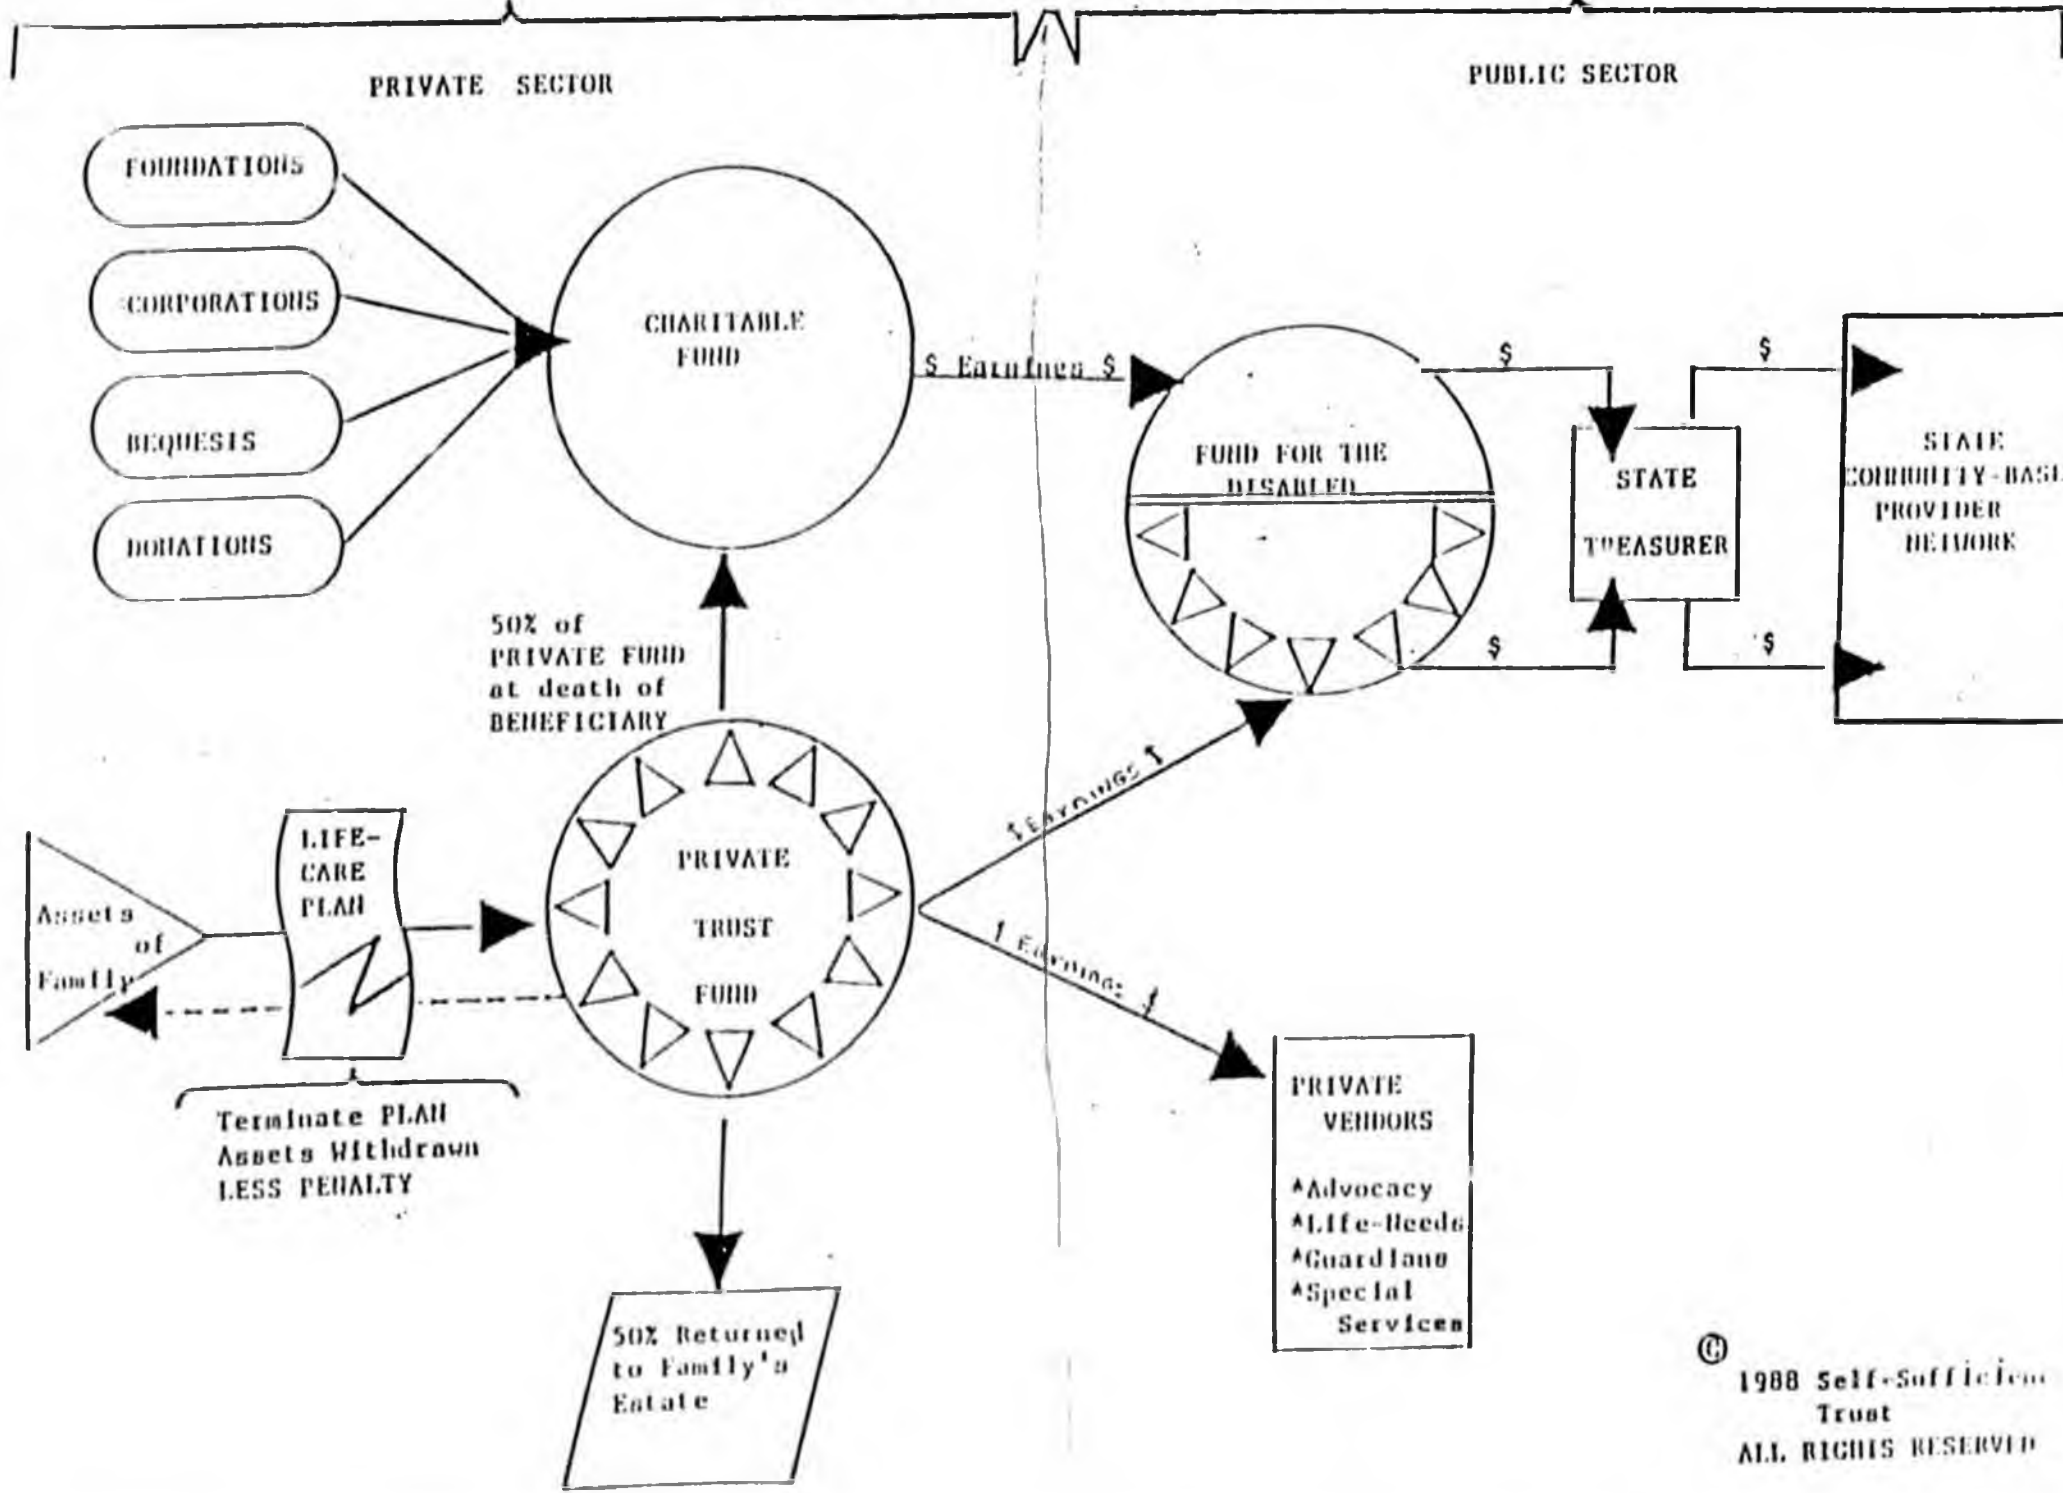 PRIVATE SECTOR
PUBLIC SECTOR
FOUNDATIONS
CORPORATIONS
BEQUESTS
DONATIONS
CHARITABLE
FUND
$ Earnings $
FUND FOR THE
DISABLED
$
$
STATE
TREASURER
$
$
STATE
COMMUNITY-BASE
PROVIDER
NETWORK
50% of
PRIVATE FUND
at death of
BENEFICIARY
Assets
of
Family
LIFE-
CARE
PLAN
PRIVATE
TRUST
FUND
$ EARNINGS $
$ Earnings $
Terminate PLAN
Assets Withdrawn
LESS PENALTY
50% Returned
to Family's
Estate
PRIVATE
VENDORS
*Advocacy
*Life-Needs
*Guardians
*Special
Services
©
1988 Self-Sufficien
Trust
ALL RIGHTS RESERVED